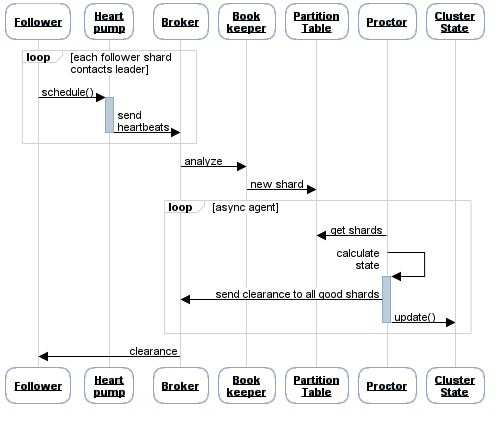 Follower
Heart
pump
Broker
Book
keeper
Partition
Table
Proctor
Cluster
State
loop
[each follower shard
contacts leader]
schedule()
send
heartbeats
analyze
new shard
loop
[async agent]
get shards
calculate
state
send clearance to all good shards
update()
clearance
Follower
Heart
pump
Broker
Book
keeper
Partition
Table
Proctor
Cluster
State